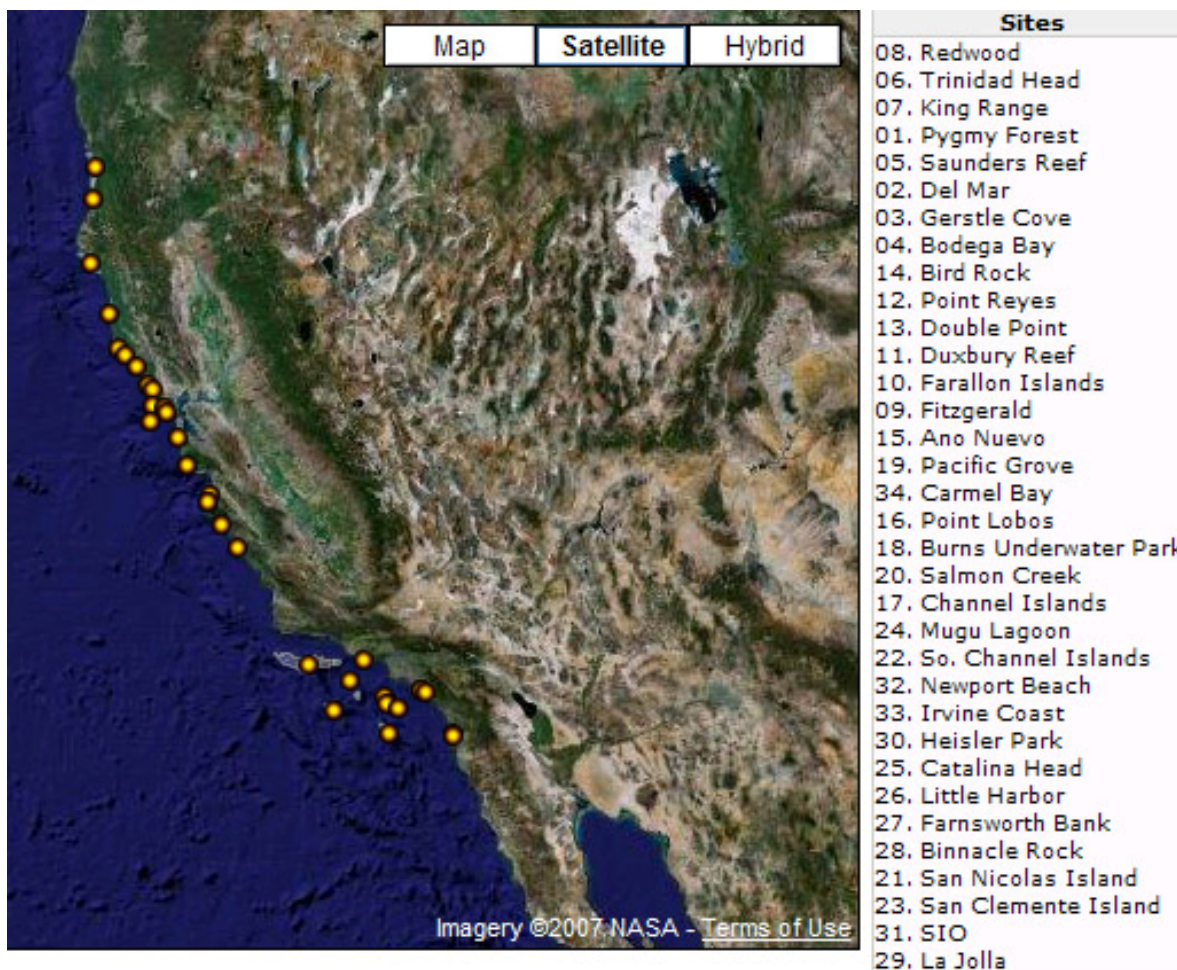 Map Satellite Hybrid
Sites
08. Redwood
06. Trinidad Head
07. King Range
01. Pygmy Forest
05. Saunders Reef
02. Del Mar
03. Gerstle Cove
04. Bodega Bay
14. Bird Rock
12. Point Reyes
13. Double Point
11. Duxbury Reef
10. Farallon Islands
09. Fitzgerald
15. Ano Nuevo
19. Pacific Grove
34. Carmel Bay
16. Point Lobos
18. Burns Underwater Park
20. Salmon Creek
17. Channel Islands
24. Mugu Lagoon
22. So. Channel Islands
32. Newport Beach
33. Irvine Coast
30. Heisler Park
25. Catalina Head
26. Little Harbor
27. Farnsworth Bank
28. Binnacle Rock
21. San Nicolas Island
23. San Clemente Island
31. SIO
29. La Jolla
Imagery ©2007 NASA - Terms of Use